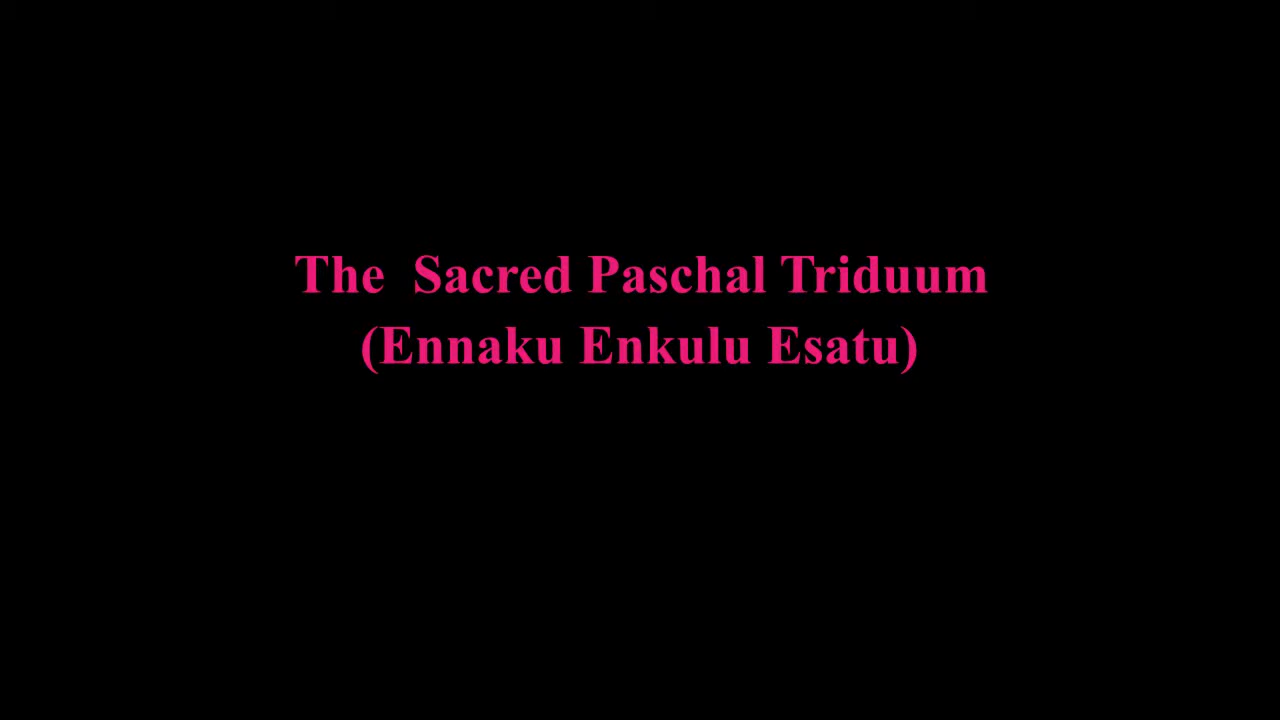 The  Sacred Paschal Triduum
(Ennaku Enkulu Esatu)